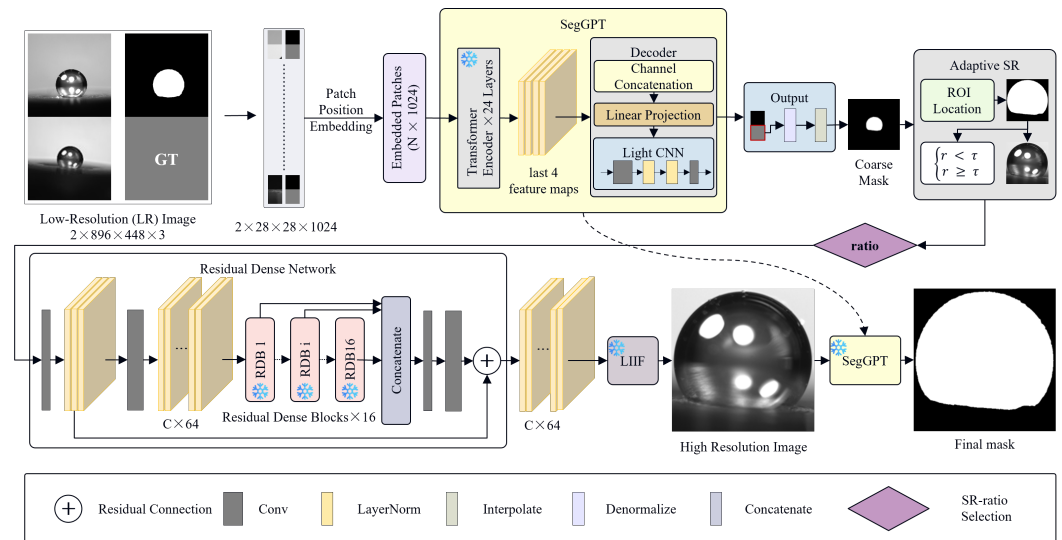 SegGPT
GT
Low-Resolution (LR) Image
2×896×448×3
2×28×28×1024
Patch
Position
Embedding
Embedded Patches
(N × 1024)
Transformer
Encoder ×24 Layers
last 4
feature maps
Decoder
Channel
Concatenation
Linear Projection
Light CNN
Output
Coarse
Mask
Adaptive SR
ROI
Location
r < τ
r ≥ τ
ratio
Residual Dense Network
...
C×64
RDB 1
RDB i
RDB16
Residual Dense Blocks×16
Concatenate
...
C×64
LIIF
High Resolution Image
SegGPT
Final mask
Residual Connection
Conv
LayerNorm
Interpolate
Denormalize
Concatenate
SR-ratio
Selection